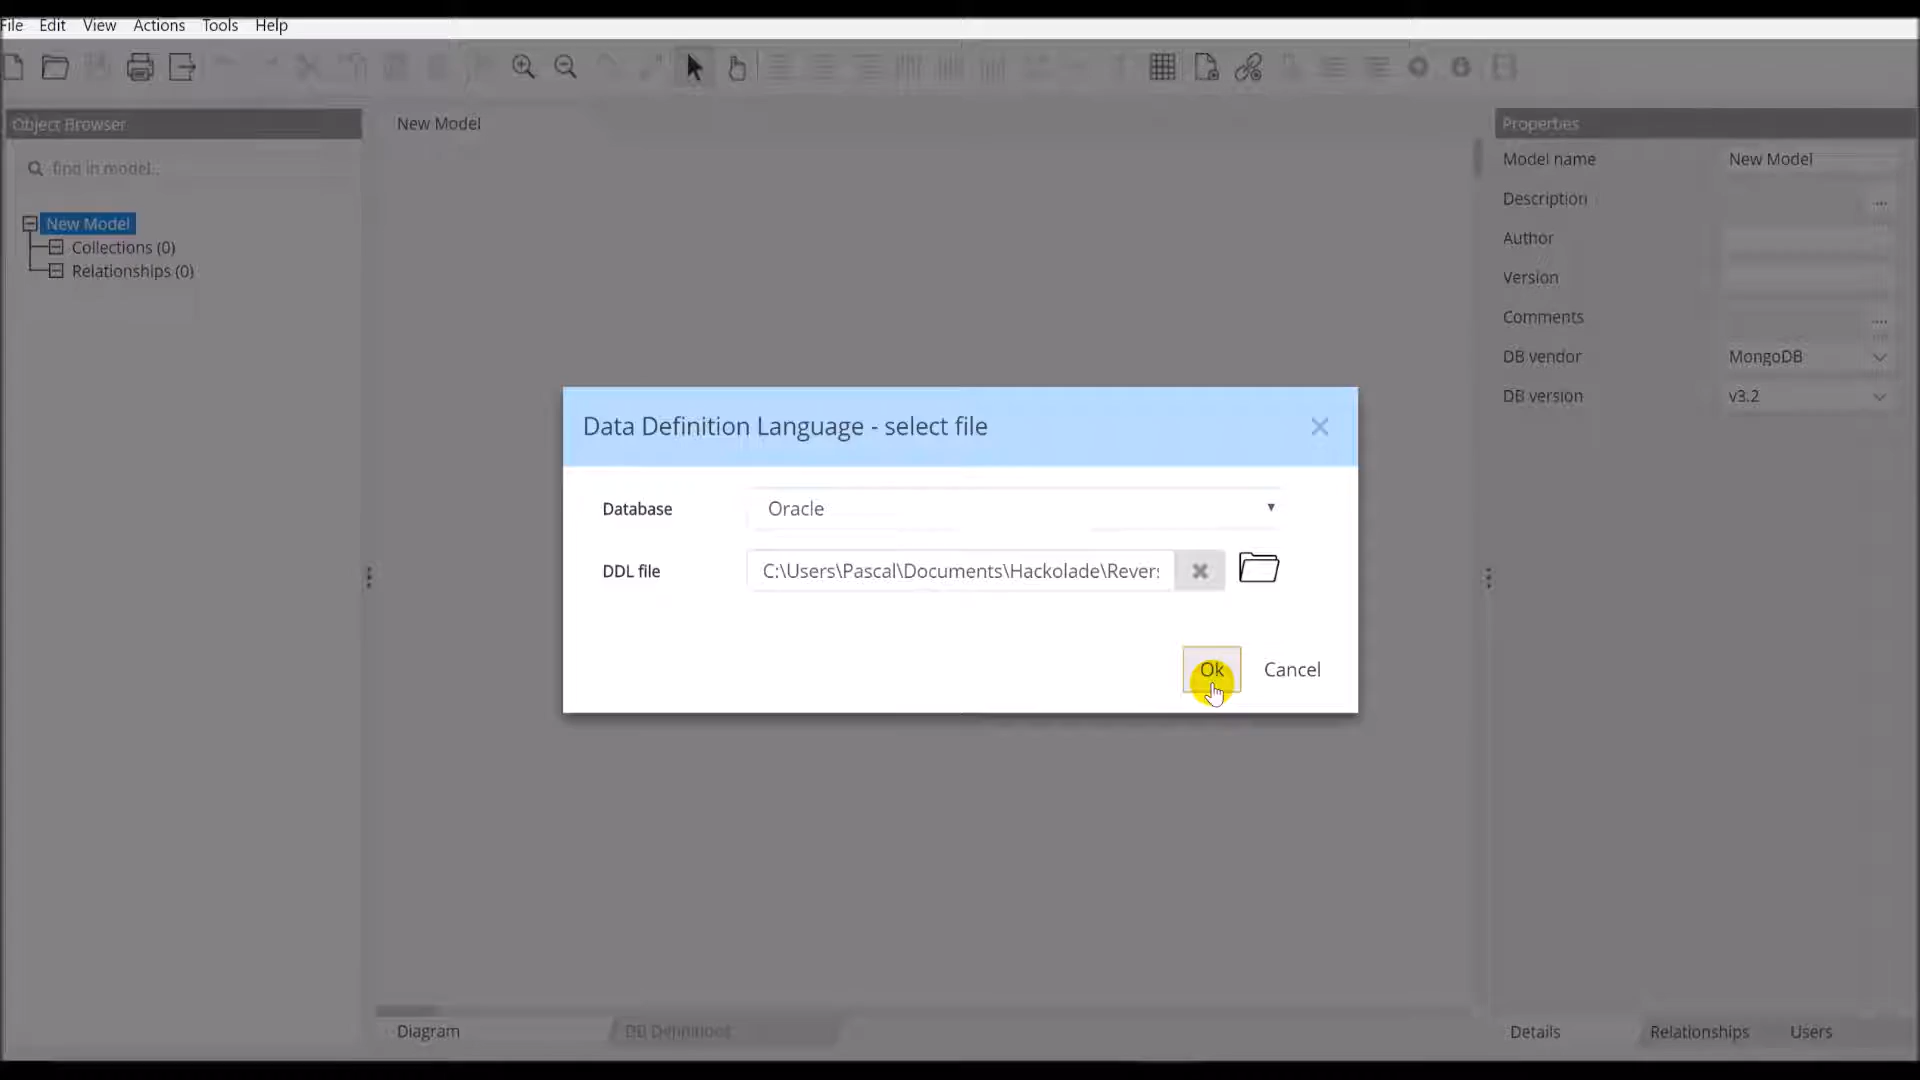 File Edit View Actions Tools Help
Object Browser
New Model
Properties
find in model..
Model name New Model
Description ....
Author
New Model
Collections (0)
Relationships (0)
Version
Comments ....
DB vendor MongoDB
DB version v3.2
Data Definition Language - select file
Database Oracle
DDL file C:\Users\Pascal\Documents\Hackolade\Revers
Ok Cancel
Diagram DB Definitions
Details Relationships Users